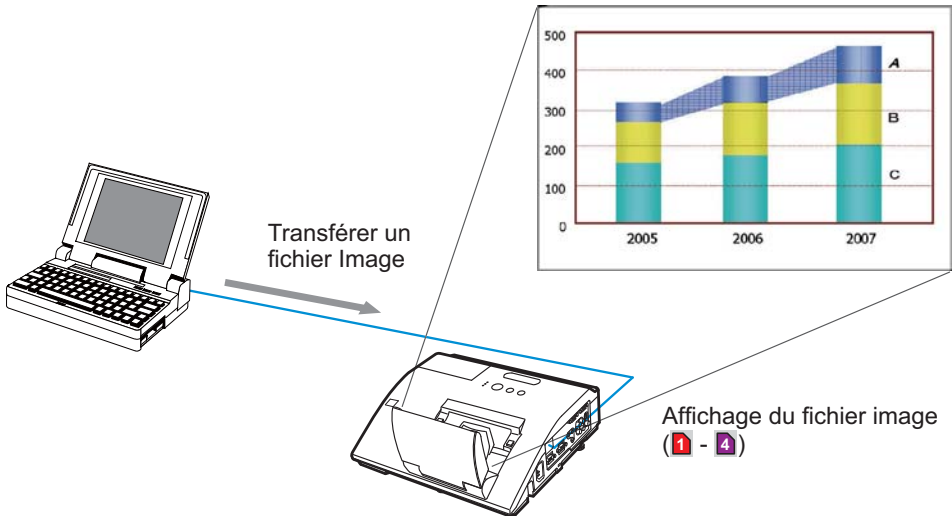 500
400
300
200
100
0
A
B
C
2005 2006 2007
Transférer un
fichier Image
Affichage du fichier image
(1 - 4)